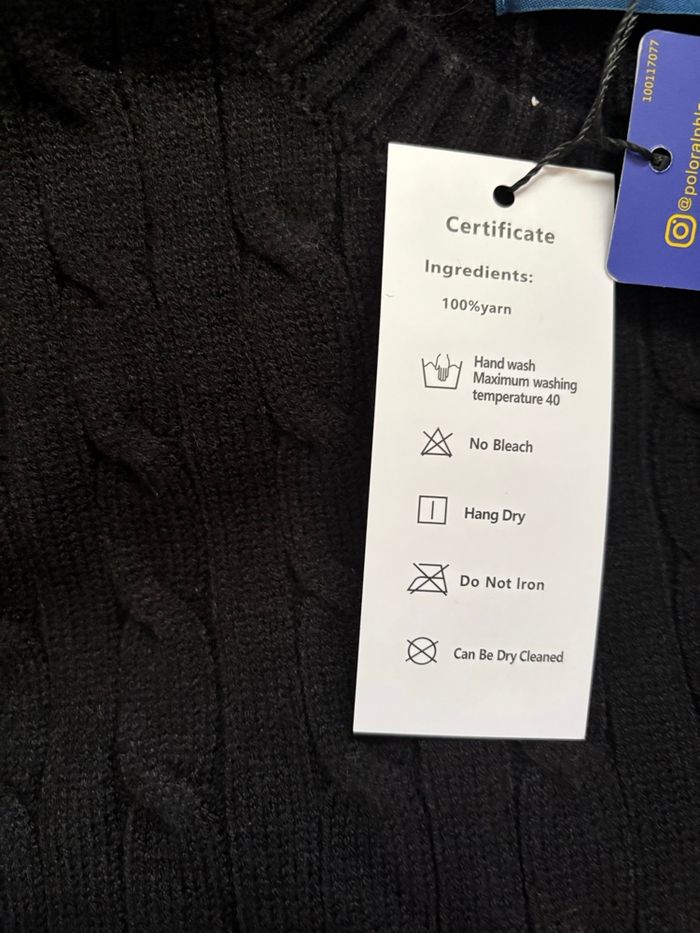 Certificate
Ingredients:
100%yarn
Hand wash
Maximum washing
temperature 40
No Bleach
Hang Dry
Do Not Iron
Can Be Dry Cleaned
100117077